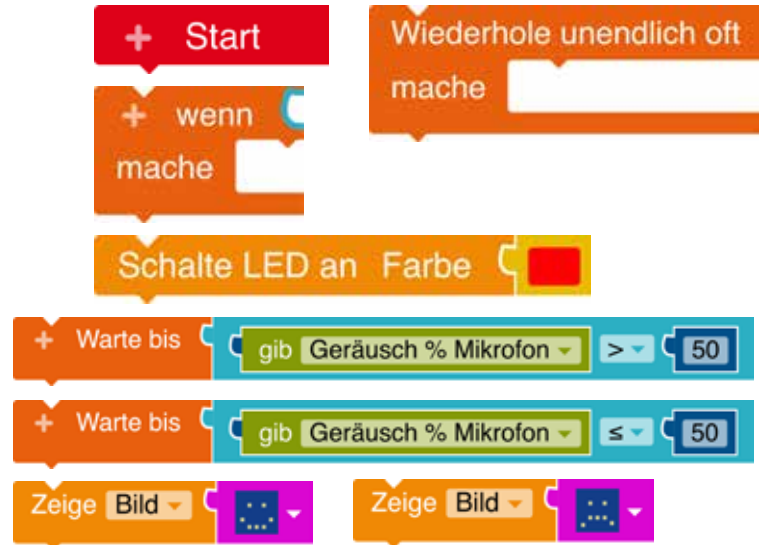 + Start
Wiederhole unendlich oft
mache
+ wenn
mache
Schalte LED an Farbe
+ Warte bis gib Geräusch % Mikrofon > 50
+ Warte bis gib Geräusch % Mikrofon ≤ 50
Zeige Bild
Zeige Bild